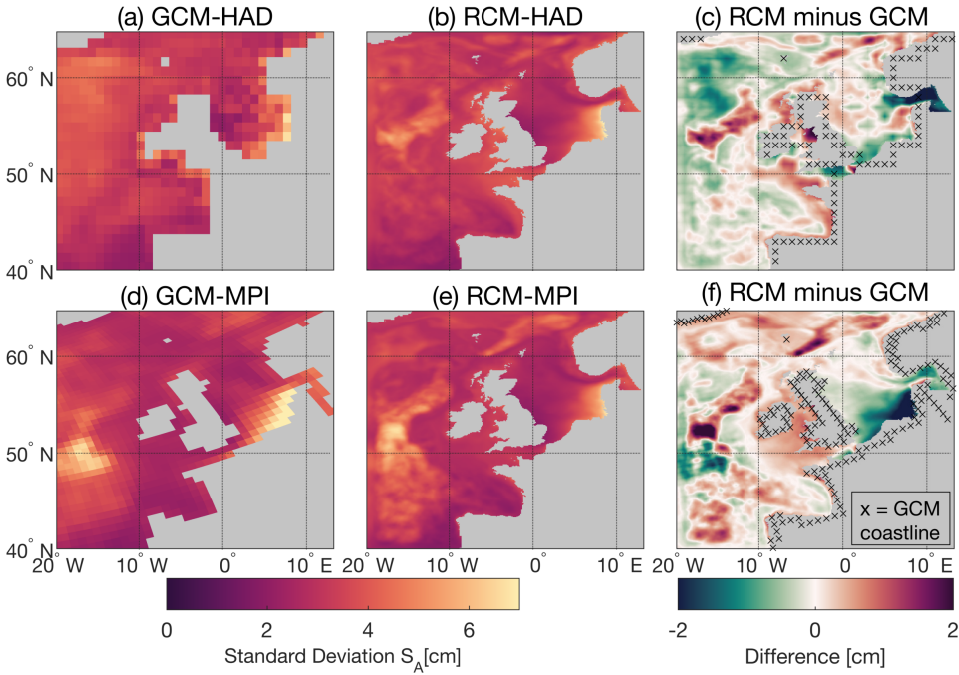 (a) GCM-HAD
(b) RCM-HAD
(c) RCM minus GCM
60° N
50° N
40° N
(d) GCM-MPI
(e) RCM-MPI
(f) RCM minus GCM
60° N
50° N
40° N
x = GCM
coastline
20° W 10° W 0° 10° E
20° W 10° W 0° 10° E
20° W 10° W 0° 10° E
0 2 4 6
-2 0 2
Standard Deviation S_A[cm]
Difference [cm]